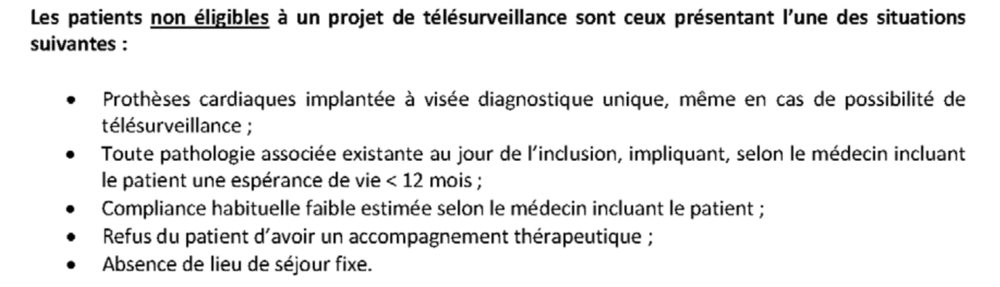 Les patients non éligibles à un projet de télésurveillance sont ceux présentant l’une des situations
suivantes :
• Prothèses cardiaques implantée à visée diagnostique unique, même en cas de possibilité de
télésurveillance ;
• Toute pathologie associée existante au jour de l’inclusion, impliquant, selon le médecin incluant
le patient une espérance de vie < 12 mois ;
• Compliance habituelle faible estimée selon le médecin incluant le patient ;
• Refus du patient d’avoir un accompagnement thérapeutique ;
• Absence de lieu de séjour fixe.